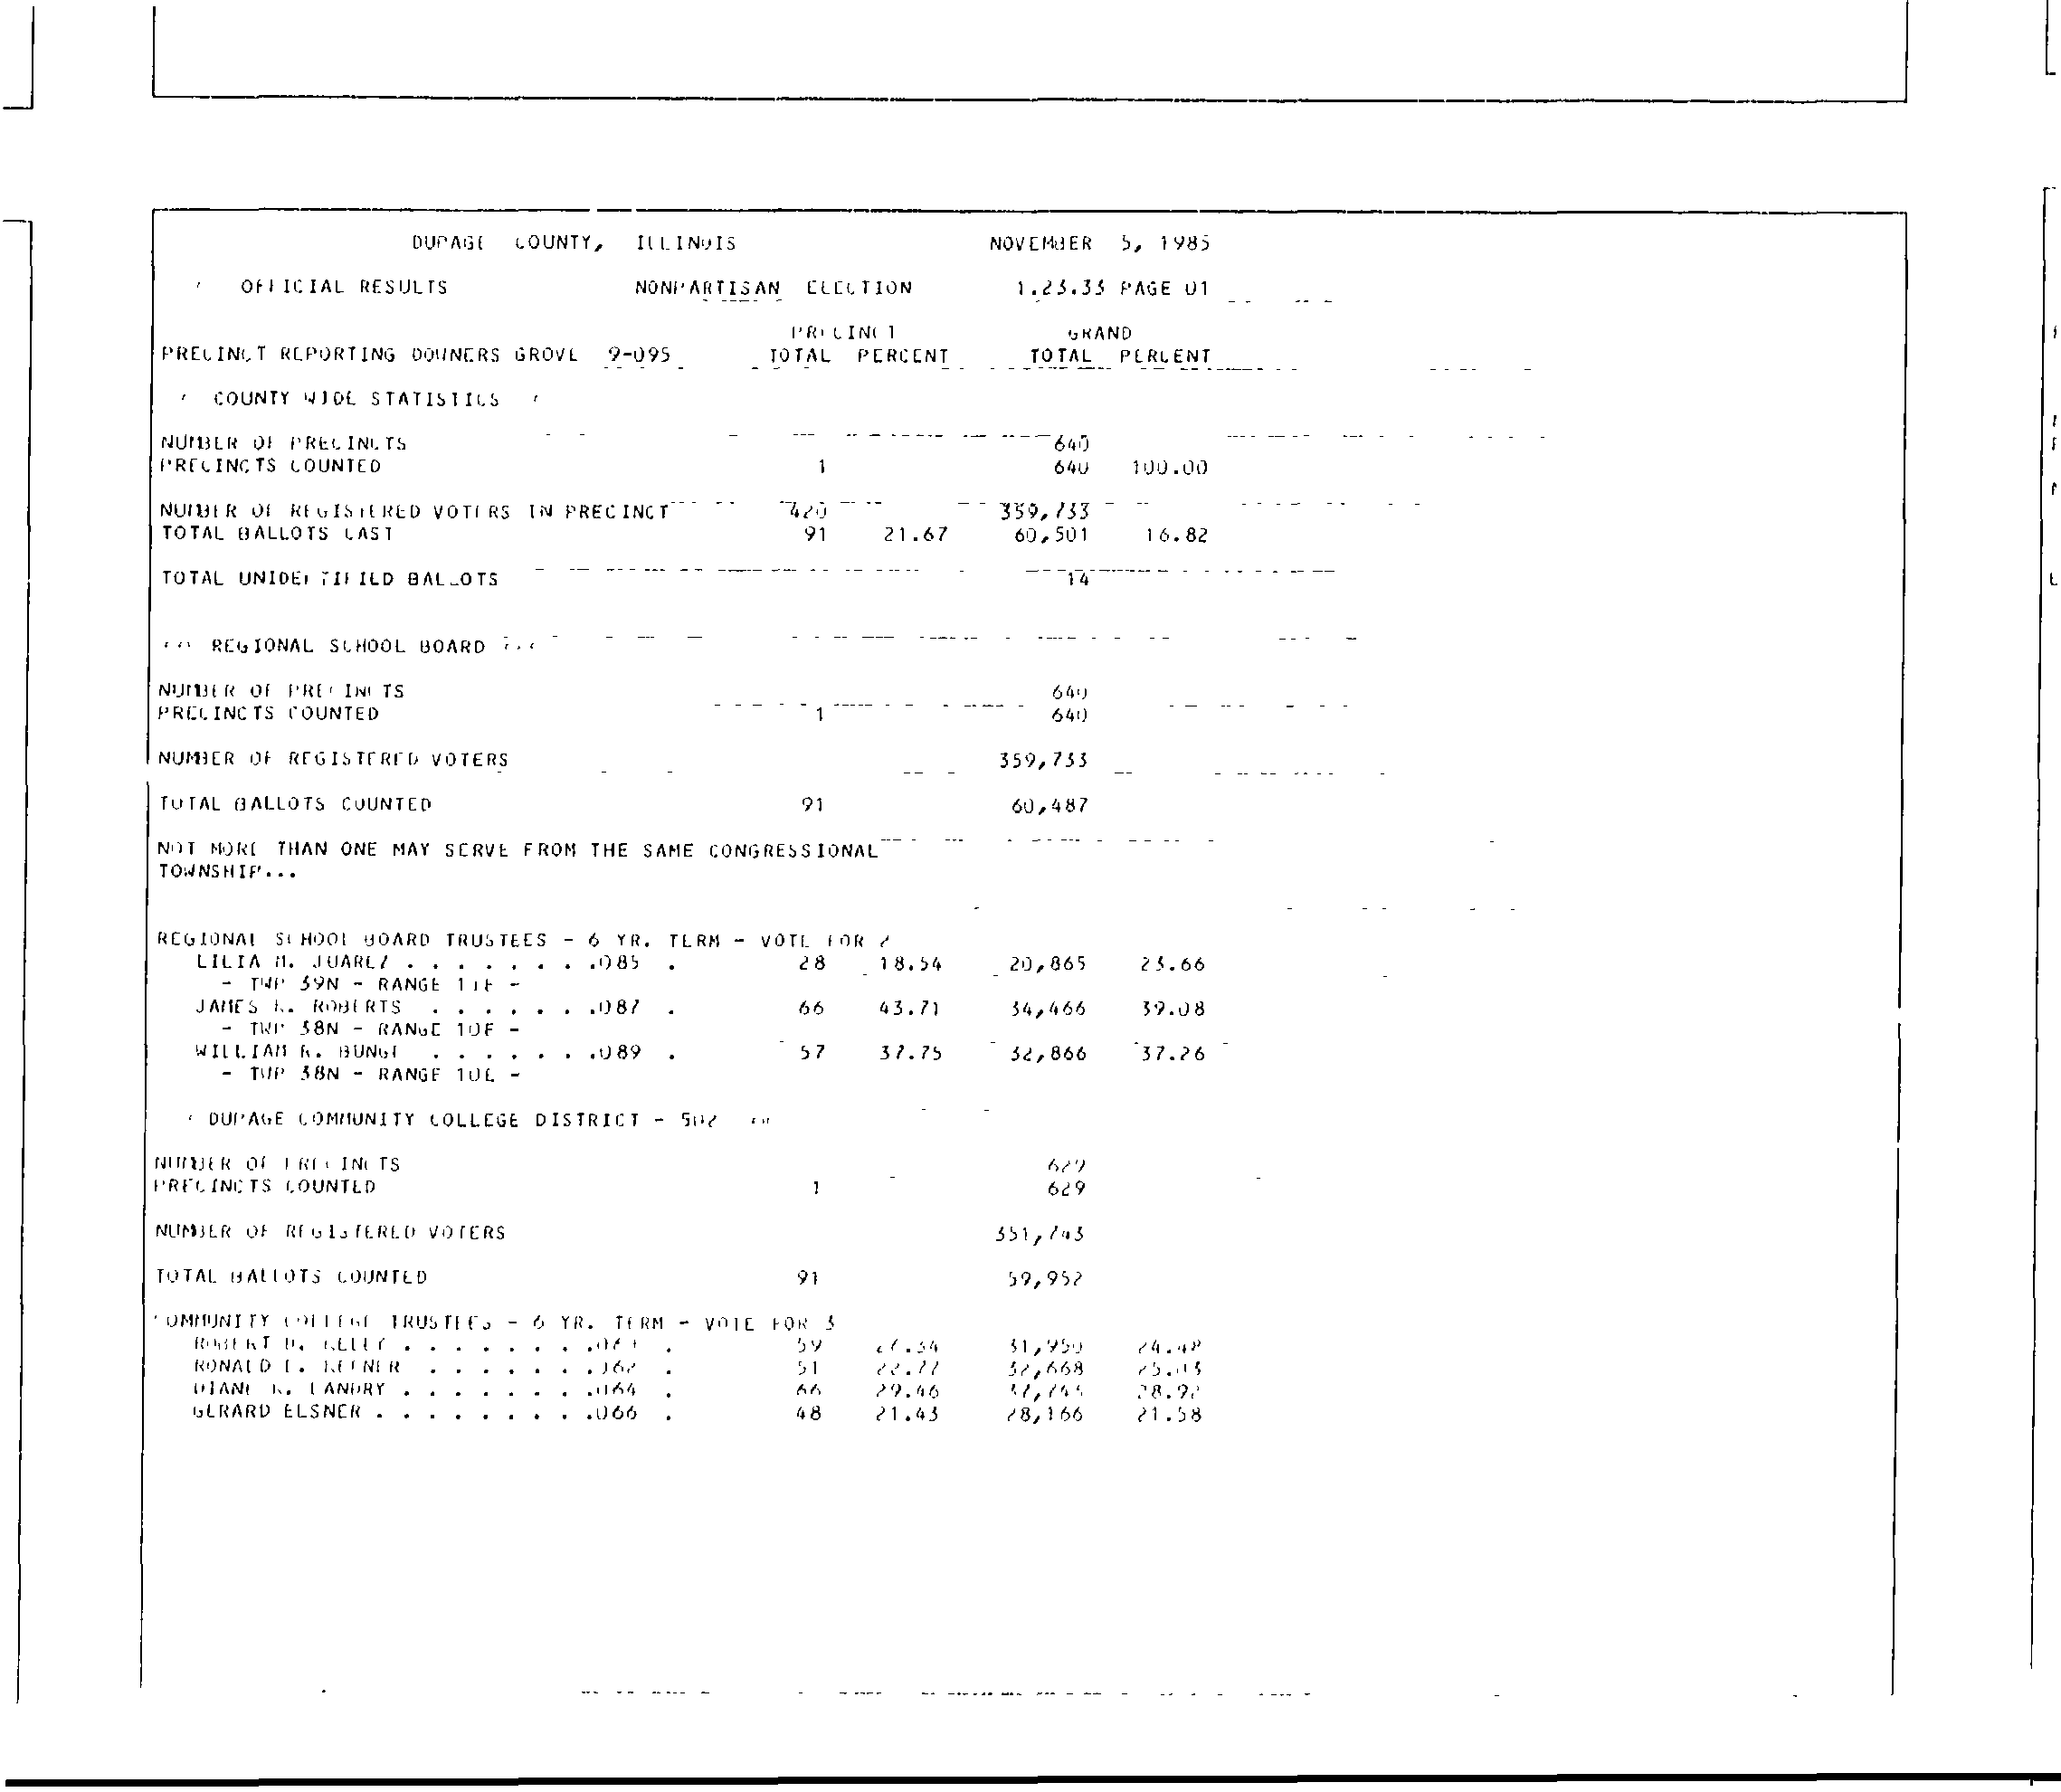 DUPAGE COUNTY, ILLINOIS NOVEMBER 5, 1985
OFFICIAL RESULTS NONPARTISAN ELECTION 1.23.33 PAGE 01
PRECINCT GRAND
PRECINCT REPORTING DOWNERS GROVE 9-095 TOTAL PERCENT TOTAL PERCENT
COUNTY WIDE STATISTICS
NUMBER OF PRECINCTS 640
PRECINCTS COUNTED 1 640 100.00
NUMBER OF REGISTERED VOTERS IN PRECINCT 420 359,733
TOTAL BALLOTS CAST 91 21.67 60,501 16.82
TOTAL UNIDENTIFIED BALLOTS 14
REGIONAL SCHOOL BOARD
NUMBER OF PRECINCTS 640
PRECINCTS COUNTED 1 640
NUMBER OF REGISTERED VOTERS 359,733
TOTAL BALLOTS COUNTED 91 60,487
NOT MORE THAN ONE MAY SERVE FROM THE SAME CONGRESSIONAL
TOWNSHIP...
REGIONAL SCHOOL BOARD TRUSTEES - 6 YR. TERM - VOTE FOR 2
LILIA M. JUAREZ . . . . . . . .085 . 28 18.54 20,865 23.66
- TWP 39N - RANGE 11E -
JAMES ROBERTS . . . . . . .087 . 66 43.71 34,466 39.08
- TWP 38N - RANGE 10E -
WILLIAM R. BUNGE . . . . . . .089 . 57 37.75 32,866 37.26
- TWP 38N - RANGE 10E -
DUPAGE COMMUNITY COLLEGE DISTRICT - 502
NUMBER OF PRECINCTS 629
PRECINCTS COUNTED 1 629
NUMBER OF REGISTERED VOTERS 351,743
TOTAL BALLOTS COUNTED 91 59,952
COMMUNITY COLLEGE TRUSTEES - 6 YR. TERM - VOTE FOR 3
ROBERT KELLY . . . . . . . . 59 26.34 31,950 24.48
RONALD KEENER . . . . . . .062 . 51 22.77 32,668 25.03
DIANE LANDRY . . . . . . . .064 . 66 29.46 37,745 28.92
GERARD ELSNER . . . . . . . . .066 . 48 21.43 28,166 21.58